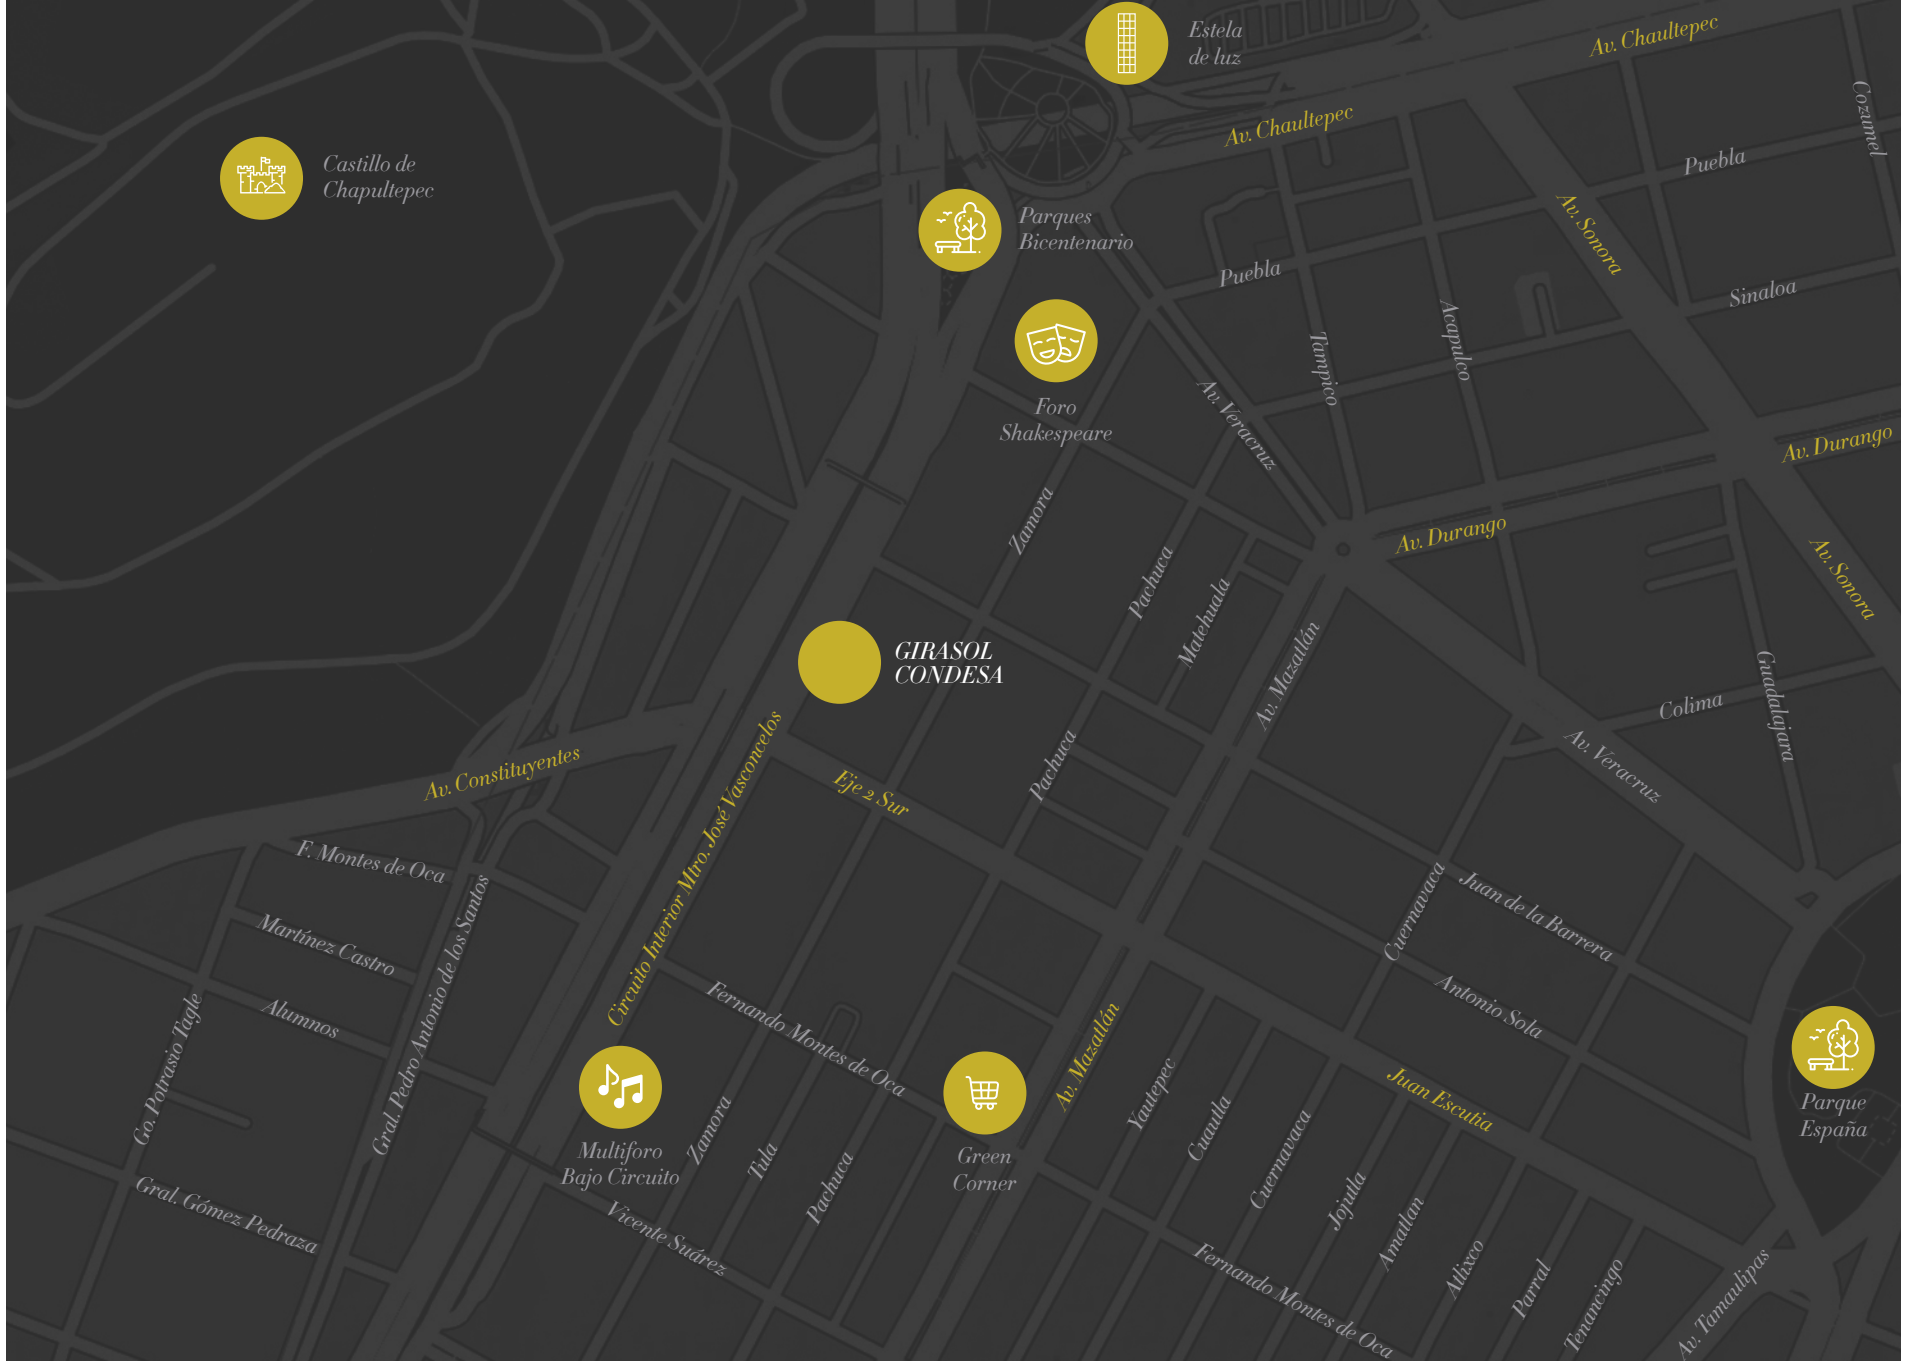 Estela
de luz
Av. Chaultepec
Av. Chaultepec
Cozumel
Castillo de
Chapultepec
Puebla
Parques
Bicentenario
Av. Sonora
Puebla
Sinaloa
Tampico
Acapulco
Av. Veracruz
Foro
Shakespeare
Av. Durango
Zamora
Av. Durango
Pachuca
Matehuala
Av. Sonora
Av. Mazatlán
GIRASOL
CONDESA
Guadalajara
Colima
Av. Constituyentes
Circuito Interior Mtro. José Vasconcelos
Eje 2 Sur
Pachuca
Av. Veracruz
F. Montes de Oca
Martínez Castro
Gral. Pedro Antonio de los Santos
Cuernavaca
Juan de la Barrera
Alumnos
Go. Potrasio Tagle
Fernando Montes de Oca
Antonio Sola
Av. Mazatlán
Yautepec
Cuautla
Cuernavaca
Juan Escutia
Parque
España
Multiforo
Bajo Circuito
Zamora
Tula
Pachuca
Green
Corner
Gral. Gómez Pedraza
Vicente Suárez
Jojutla
Amatlan
Atlixco
Parral
Tenancingo
Av. Tamaulipas
Fernando Montes de Oca